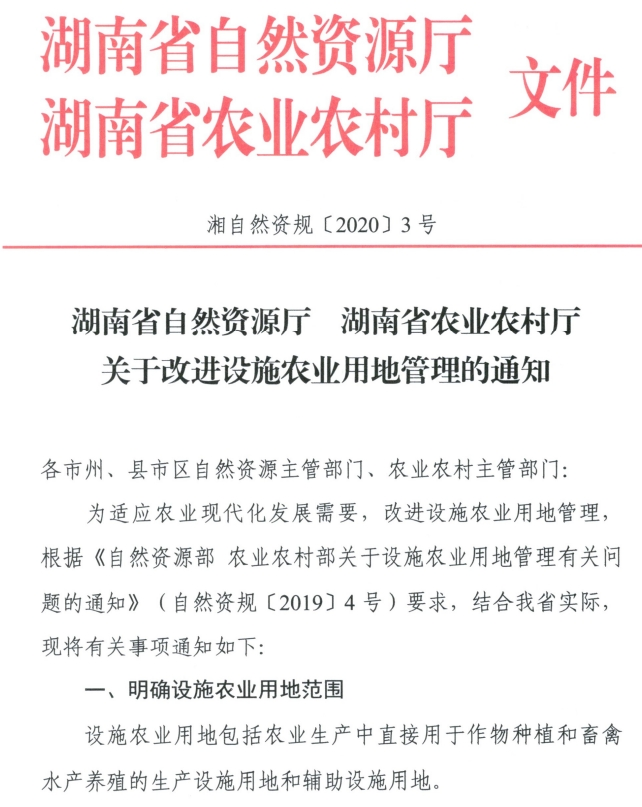 湖南省自然资源厅
湖南省农业农村厅
文件
湘自然资规〔2020〕3号
湖南省自然资源厅 湖南省农业农村厅
关于改进设施农业用地管理的通知
各市州、县市区自然资源主管部门、农业农村主管部门：
为适应农业现代化发展需要，改进设施农业用地管理，
根据《自然资源部 农业农村部关于设施农业用地管理有关问
题的通知》（自然资规〔2019〕4号）要求，结合我省实际，
现将有关事项通知如下：
一、明确设施农业用地范围
设施农业用地包括农业生产中直接用于作物种植和畜禽
水产养殖的生产设施用地和辅助设施用地。